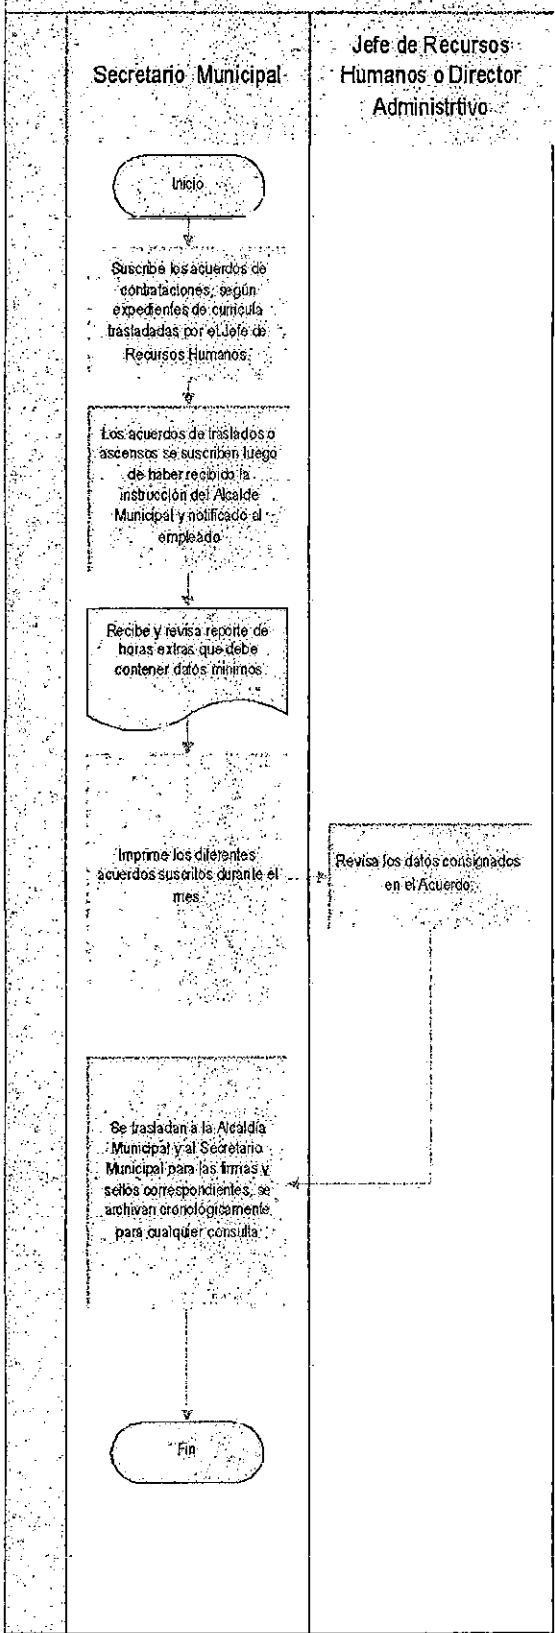 Secretario Municipal
Jefe de Recursos
Humanos o Director
Administrtivo
Inicio
Suscribe los acuerdos de
contrataciones, según
expedientes de curricula
trasladadas por el Jefe de
Recursos Humanos
Los acuerdos de traslados o
ascensos se suscriben luego
de haber recibido la
instrucción del Alcalde
Municipal y notificado al
empleado
Recibe y revisa reporte de
horas extras que debe
contener datos mínimos
Imprime los diferentes
acuerdos suscritos durante el
mes
Revisa los datos consignados
en el Acuerdo
Se trasladan a la Alcaldía
Municipal y al Secretario
Municipal para las firmas y
sellos correspondientes, se
archivan cronológicamente
para cualquier consulta
Fin